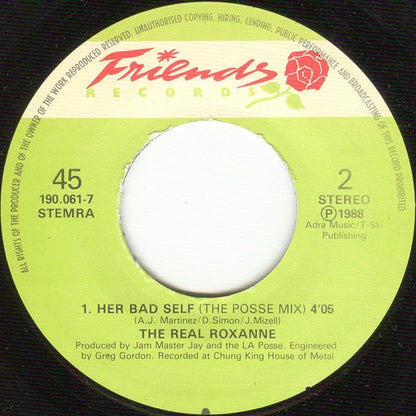 ALL RIGHTS OF THE PRODUCER AND OF THE OWNER OF THE WORK REPRODUCED RESERVED UNAUTHORISED COPYING, HIRING, LENDING, PUBLIC PERFORMANCE AND BROADCASTING OF THIS RECORD PROHIBITED
Friends
RECORDS
45
190.061-7
STEMRA
2
STEREO
Ⓟ1988
Adra Music/T-Ski
Publishing.
1. HER BAD SELF (THE POSSE MIX) 4'05
(A.J. Martinez/D.Simon/J.Mizell)
THE REAL ROXANNE
Produced by Jam Master Jay and the LA Posse. Engineered
by Greg Gordon. Recorded at Chung King House of Metal